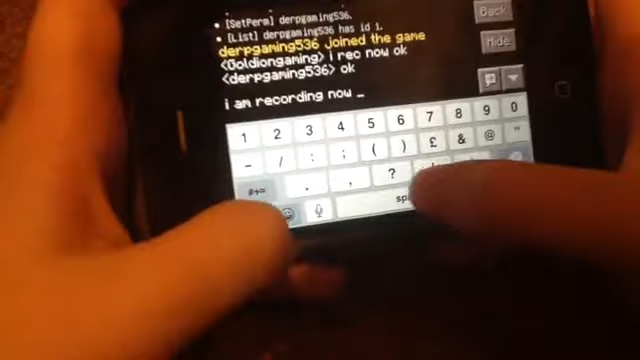 • [SetPerm] derpgaming536.
• [List] derpgaming536 has id 1.
derpgaming536 joined the game
<Goldiongaming> i rec now ok
<derpgaming536> ok
i am recording now _
Back
Hide
1 2 3 4 5 6 7 8 9 0
- / : ; ( ) £ & @ "
#+= . , ?